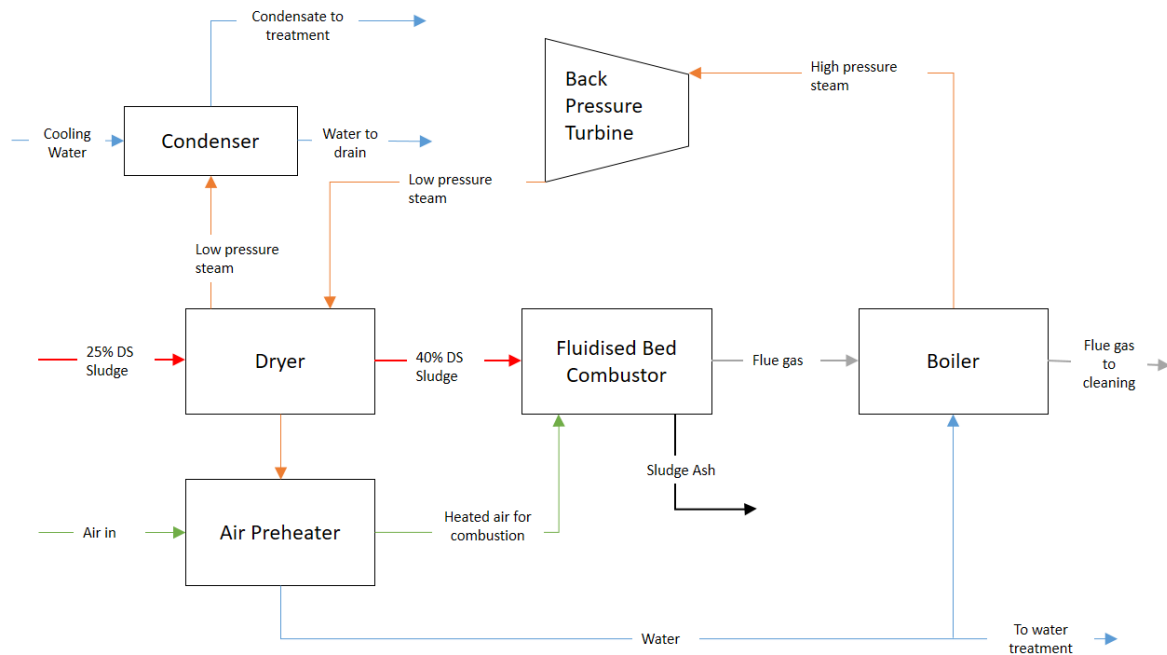 Condensate to
treatment
Cooling
Water
Condenser
Water to
drain
Back
Pressure
Turbine
High pressure
steam
Low pressure
steam
Low pressure
steam
25% DS
Sludge
Dryer
40% DS
Sludge
Fluidised Bed
Combustor
Flue gas
Boiler
Flue gas
to
cleaning
Sludge Ash
Air in
Air Preheater
Heated air for
combustion
Water
To water
treatment